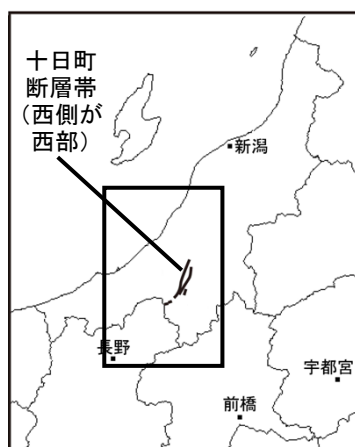 十日町
断層帯
（西側が
西部）
新潟
長野
宇都宮
前橋